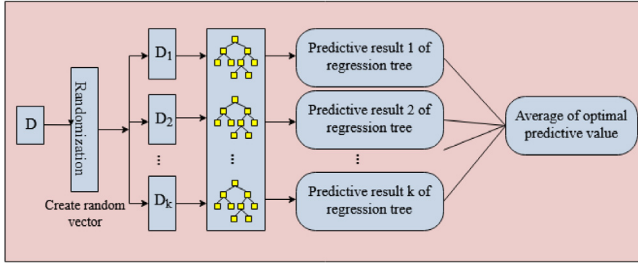 D
Randomization
Create random
vector
D1
D2
...
Dk
...
Predictive result 1 of
regression tree
Predictive result 2 of
regression tree
...
Predictive result k of
regression tree
Average of optimal
predictive value